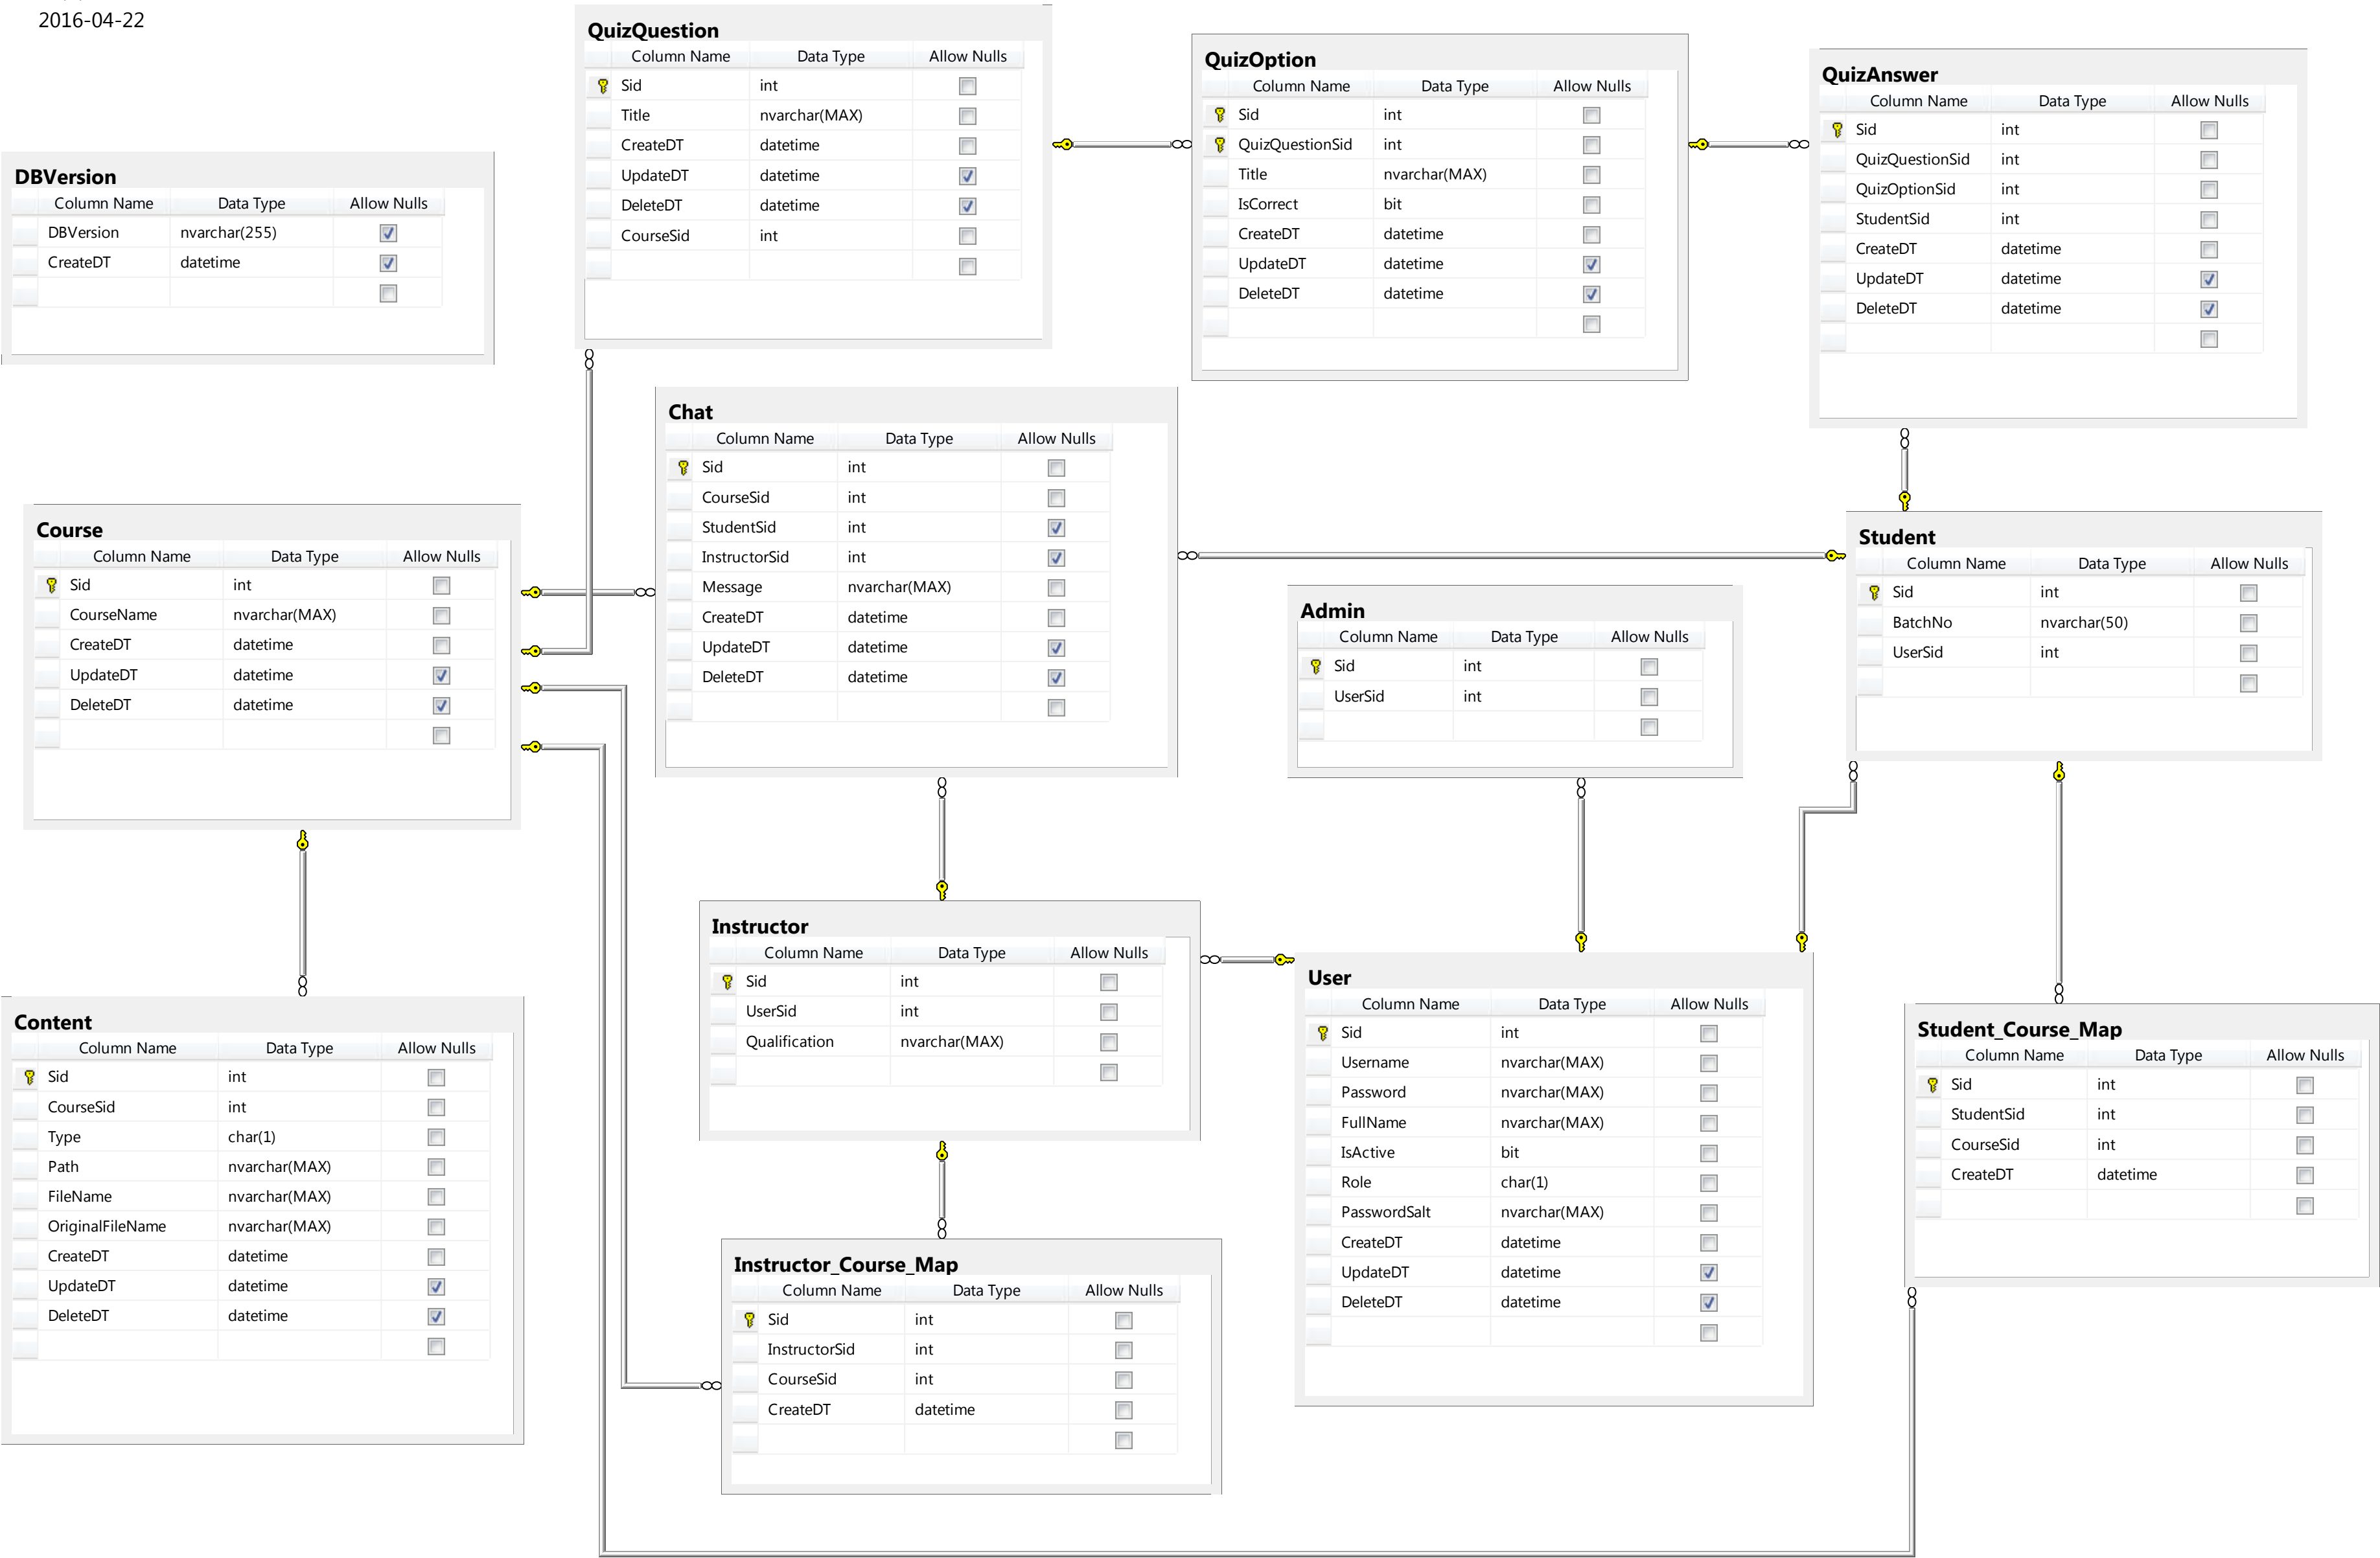 2016-04-22
QuizQuestion
Column Name Data Type Allow Nulls
Sid int
Title nvarchar(MAX)
CreateDT datetime
UpdateDT datetime
DeleteDT datetime
CourseSid int
QuizOption
Column Name Data Type Allow Nulls
Sid int
QuizQuestionSid int
Title nvarchar(MAX)
IsCorrect bit
CreateDT datetime
UpdateDT datetime
DeleteDT datetime
QuizAnswer
Column Name Data Type Allow Nulls
Sid int
QuizQuestionSid int
QuizOptionSid int
StudentSid int
CreateDT datetime
UpdateDT datetime
DeleteDT datetime
DBVersion
Column Name Data Type Allow Nulls
DBVersion nvarchar(255)
CreateDT datetime
Chat
Column Name Data Type Allow Nulls
Sid int
CourseSid int
StudentSid int
InstructorSid int
Message nvarchar(MAX)
CreateDT datetime
UpdateDT datetime
DeleteDT datetime
Course
Column Name Data Type Allow Nulls
Sid int
CourseName nvarchar(MAX)
CreateDT datetime
UpdateDT datetime
DeleteDT datetime
Student
Column Name Data Type Allow Nulls
Sid int
BatchNo nvarchar(50)
UserSid int
Admin
Column Name Data Type Allow Nulls
Sid int
UserSid int
Instructor
Column Name Data Type Allow Nulls
Sid int
UserSid int
Qualification nvarchar(MAX)
User
Column Name Data Type Allow Nulls
Sid int
Username nvarchar(MAX)
Password nvarchar(MAX)
FullName nvarchar(MAX)
IsActive bit
Role char(1)
PasswordSalt nvarchar(MAX)
CreateDT datetime
UpdateDT datetime
DeleteDT datetime
Content
Column Name Data Type Allow Nulls
Sid int
CourseSid int
Type char(1)
Path nvarchar(MAX)
FileName nvarchar(MAX)
OriginalFileName nvarchar(MAX)
CreateDT datetime
UpdateDT datetime
DeleteDT datetime
Student_Course_Map
Column Name Data Type Allow Nulls
Sid int
StudentSid int
CourseSid int
CreateDT datetime
Instructor_Course_Map
Column Name Data Type Allow Nulls
Sid int
InstructorSid int
CourseSid int
CreateDT datetime